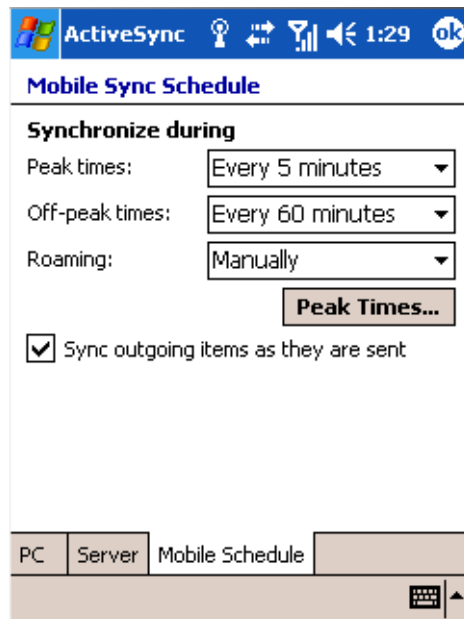 ActiveSync 1:29 ok
Mobile Sync Schedule
Synchronize during
Peak times: Every 5 minutes
Off-peak times: Every 60 minutes
Roaming: Manually
Peak Times...
Sync outgoing items as they are sent
PC Server Mobile Schedule